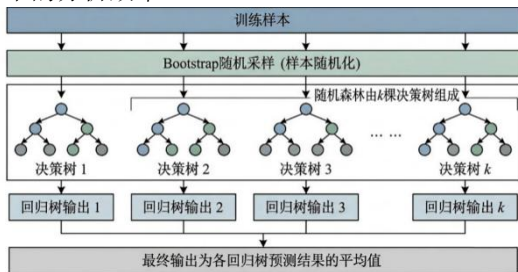 训练样本
Bootstrap随机采样 (样本随机化)
随机森林由k棵决策树组成
… …
决策树 1 决策树 2 决策树 3 决策树 k
回归树输出 1 回归树输出 2 回归树输出 3 回归树输出 k
最终输出为各回归树预测结果的平均值